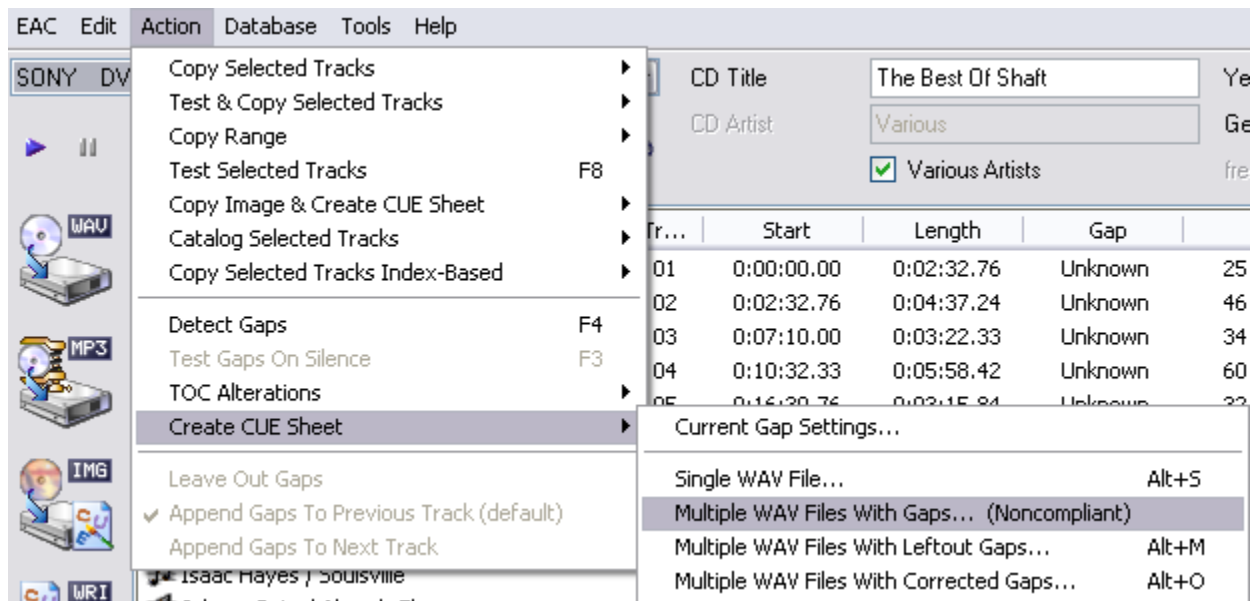 EAC Edit Action Database Tools Help
SONY DV
Copy Selected Tracks
Test & Copy Selected Tracks
Copy Range
Test Selected Tracks F8
Copy Image & Create CUE Sheet
Catalog Selected Tracks
Copy Selected Tracks Index-Based
Detect Gaps F4
Test Gaps On Silence F3
TOC Alterations
Create CUE Sheet
Leave Out Gaps
Append Gaps To Previous Track (default)
Append Gaps To Next Track
CD Title The Best Of Shaft Ye
CD Artist Various Ge
Various Artists fre
WAV
MP3
IMG
WRI
Tr... Start Length Gap
01 0:00:00.00 0:02:32.76 Unknown 25
02 0:02:32.76 0:04:37.24 Unknown 46
03 0:07:10.00 0:03:22.33 Unknown 34
04 0:10:32.33 0:05:58.42 Unknown 60
Current Gap Settings...
Single WAV File... Alt+S
Multiple WAV Files With Gaps... (Noncompliant)
Multiple WAV Files With Leftout Gaps... Alt+M
Multiple WAV Files With Corrected Gaps... Alt+O
Isaac Hayes / Soulsville